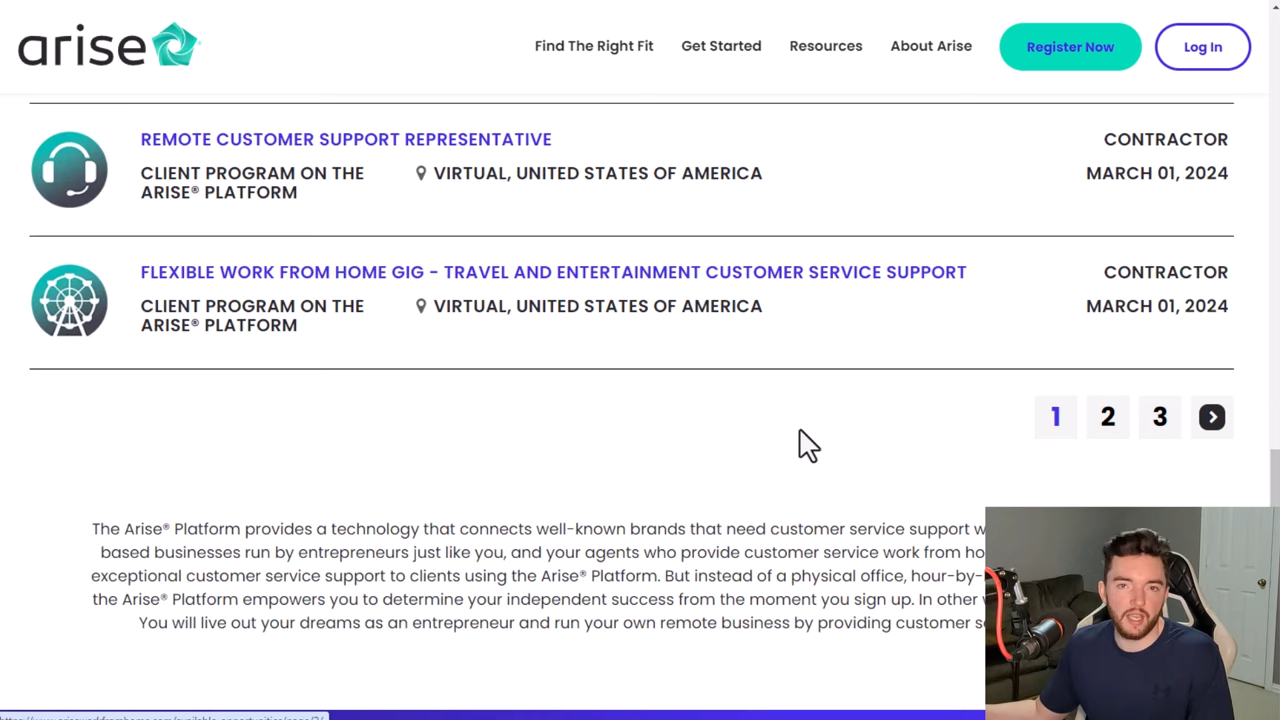 arise
Find The Right Fit
Get Started
Resources
About Arise
Register Now
Log In
REMOTE CUSTOMER SUPPORT REPRESENTATIVE
CONTRACTOR
CLIENT PROGRAM ON THE
ARISE® PLATFORM
VIRTUAL, UNITED STATES OF AMERICA
MARCH 01, 2024
FLEXIBLE WORK FROM HOME GIG - TRAVEL AND ENTERTAINMENT CUSTOMER SERVICE SUPPORT
CONTRACTOR
CLIENT PROGRAM ON THE
ARISE® PLATFORM
VIRTUAL, UNITED STATES OF AMERICA
MARCH 01, 2024
1 2 3
The Arise® Platform provides a technology that connects well-known brands that need customer service support
based businesses run by entrepreneurs just like you, and your agents who provide customer service work from
exceptional customer service support to clients using the Arise® Platform. But instead of a physical office,
the Arise® Platform empowers you to determine your independent success from the moment you sign up. In other
You will live out your dreams as an entrepreneur and run your own remote business by providing customer